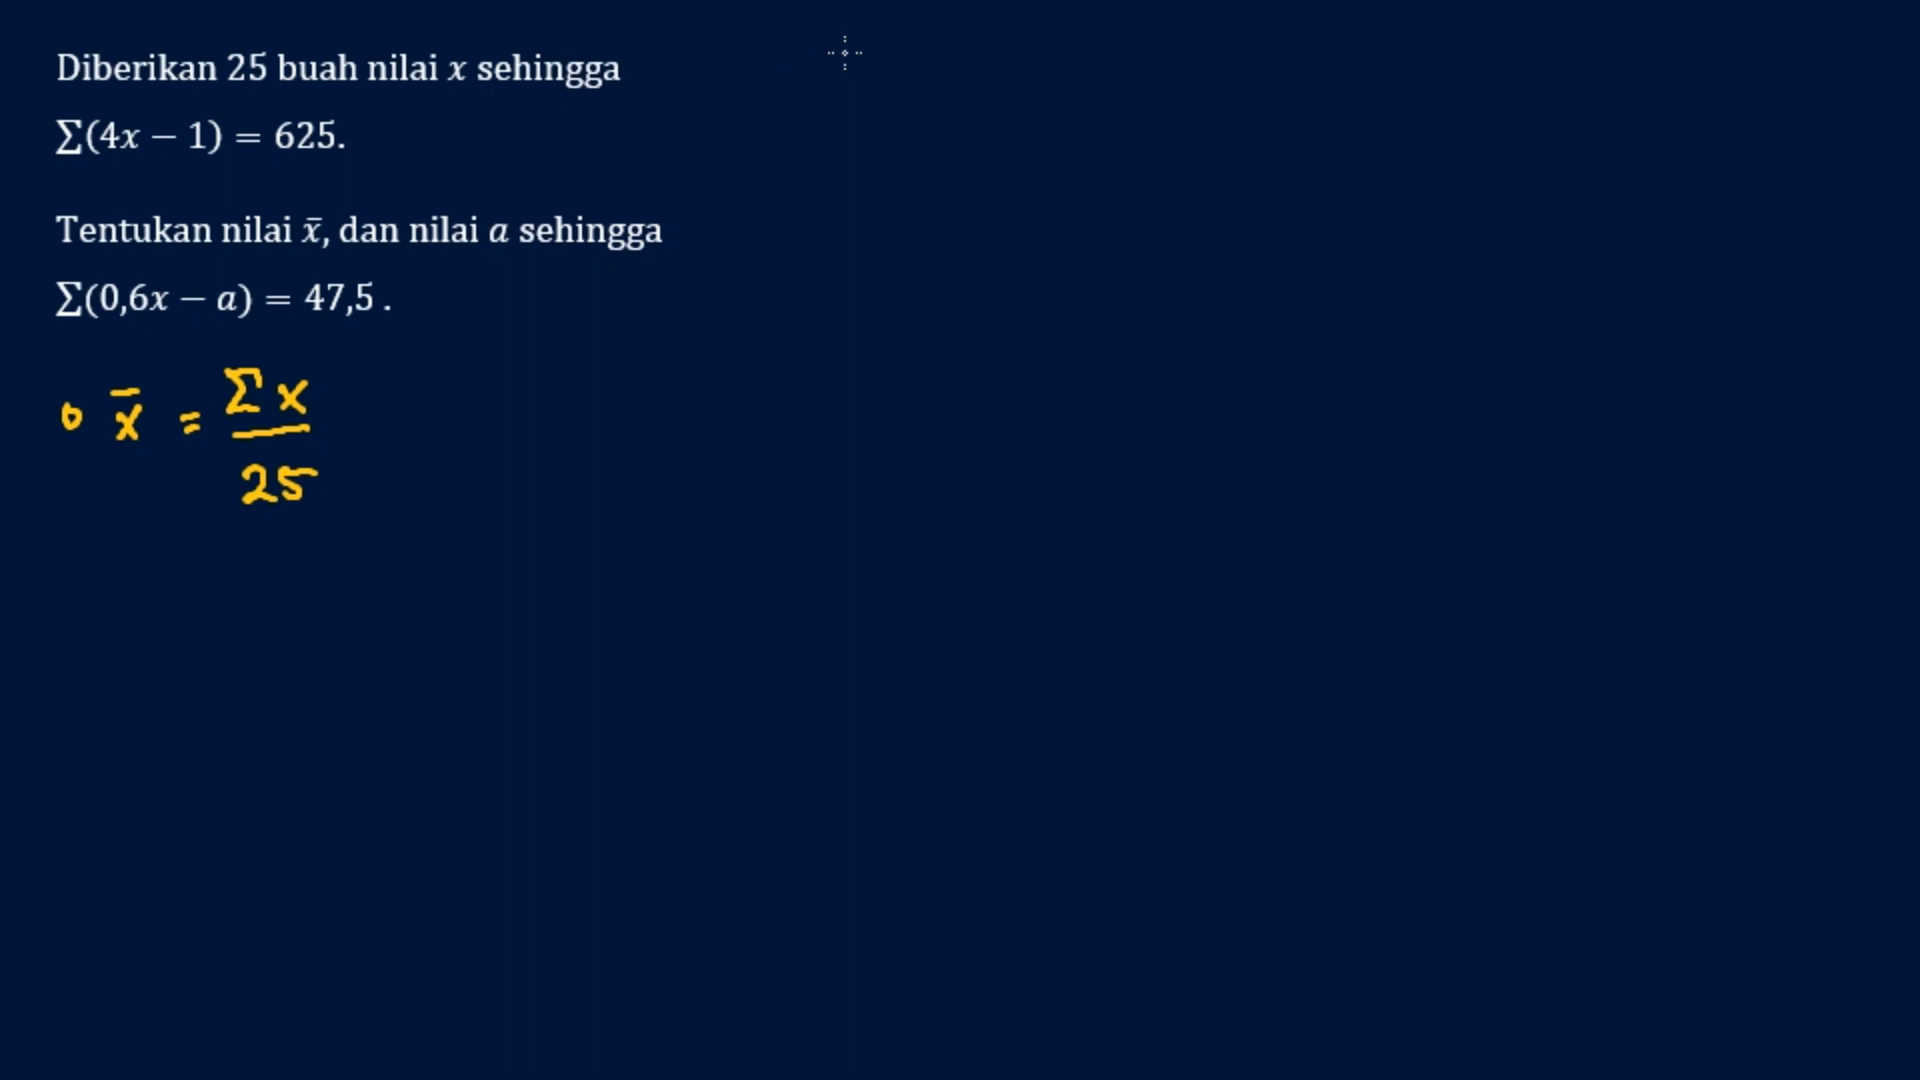 Diberikan 25 buah nilai x sehingga
∑(4x − 1) = 625.
Tentukan nilai x̄, dan nilai a sehingga
∑(0,6x − a) = 47,5 .
∘ x̄ = ∑x
25